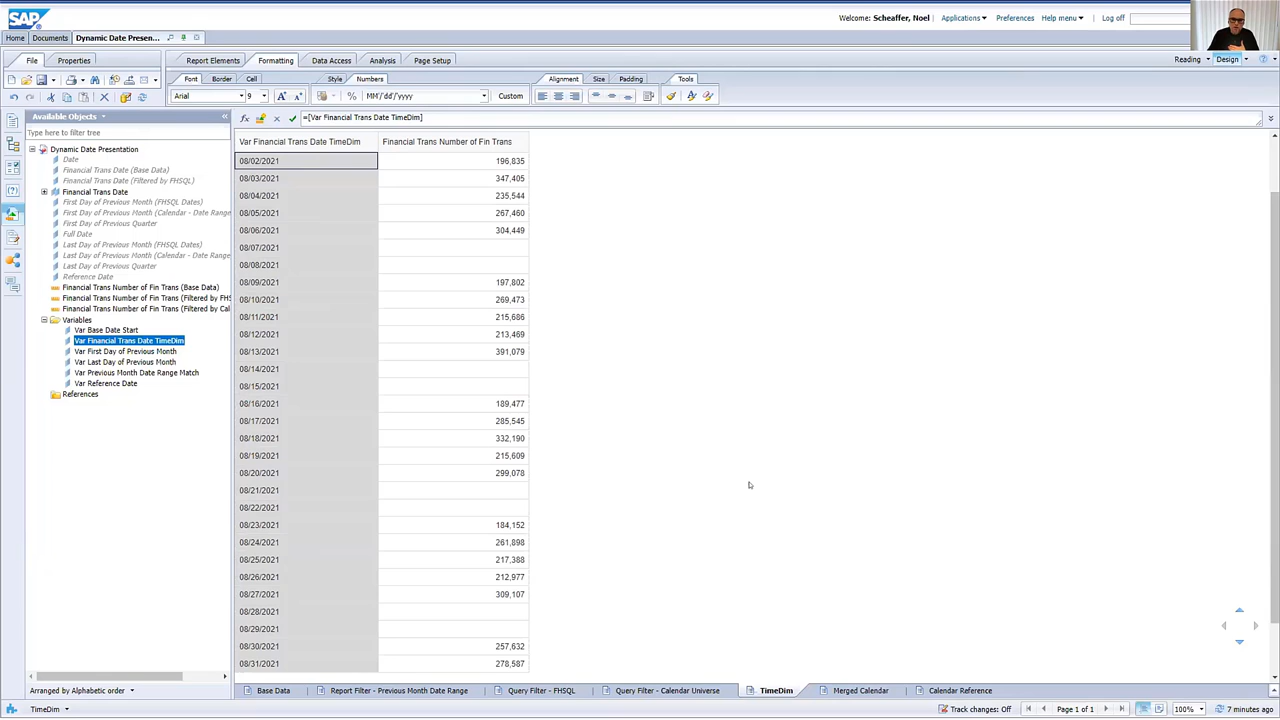 SAP
Welcome: Scheaffer, Noel Applications Preferences Help menu Log off
Home Documents Dynamic Date Presen...
File Properties Report Elements Formatting Data Access Analysis Page Setup Reading Design
Font Border Cell Style Numbers Alignment Size Padding Tools
Arial 9 A A % MM'/'dd'/'yyyy Custom
Available Objects
=[Var Financial Trans Date TimeDim]
Type here to filter tree
Dynamic Date Presentation
Date
Financial Trans Date (Base Data)
Financial Trans Date (Filtered by FHSQL)
Financial Trans Date
First Day of Previous Month (FHSQL Dates)
First Day of Previous Month (Calendar - Date Range
First Day of Previous Quarter
Full Date
Last Day of Previous Month (FHSQL Dates)
Last Day of Previous Month (Calendar - Date Range
Last Day of Previous Quarter
Reference Date
Financial Trans Number of Fin Trans (Base Data)
Financial Trans Number of Fin Trans (Filtered by FHS
Financial Trans Number of Fin Trans (Filtered by Cal
Variables
Var Base Date Start
Var Financial Trans Date TimeDim
Var First Day of Previous Month
Var Last Day of Previous Month
Var Previous Month Date Range Match
Var Reference Date
References
Var Financial Trans Date TimeDim Financial Trans Number of Fin Trans
08/02/2021 196,835
08/03/2021 347,405
08/04/2021 235,544
08/05/2021 267,460
08/06/2021 304,449
08/07/2021
08/08/2021
08/09/2021 197,802
08/10/2021 269,473
08/11/2021 215,686
08/12/2021 213,469
08/13/2021 391,079
08/14/2021
08/15/2021
08/16/2021 189,477
08/17/2021 285,545
08/18/2021 332,190
08/19/2021 215,609
08/20/2021 299,078
08/21/2021
08/22/2021
08/23/2021 184,152
08/24/2021 261,898
08/25/2021 217,388
08/26/2021 212,977
08/27/2021 309,107
08/28/2021
08/29/2021
08/30/2021 257,632
08/31/2021 278,587
Arranged by Alphabetic order
Base Data Report Filter - Previous Month Date Range Query Filter - FHSQL Query Filter - Calendar Universe TimeDim Merged Calendar Calendar Reference
TimeDim Track changes: Off Page 1 of 1 100% 7 minutes ago